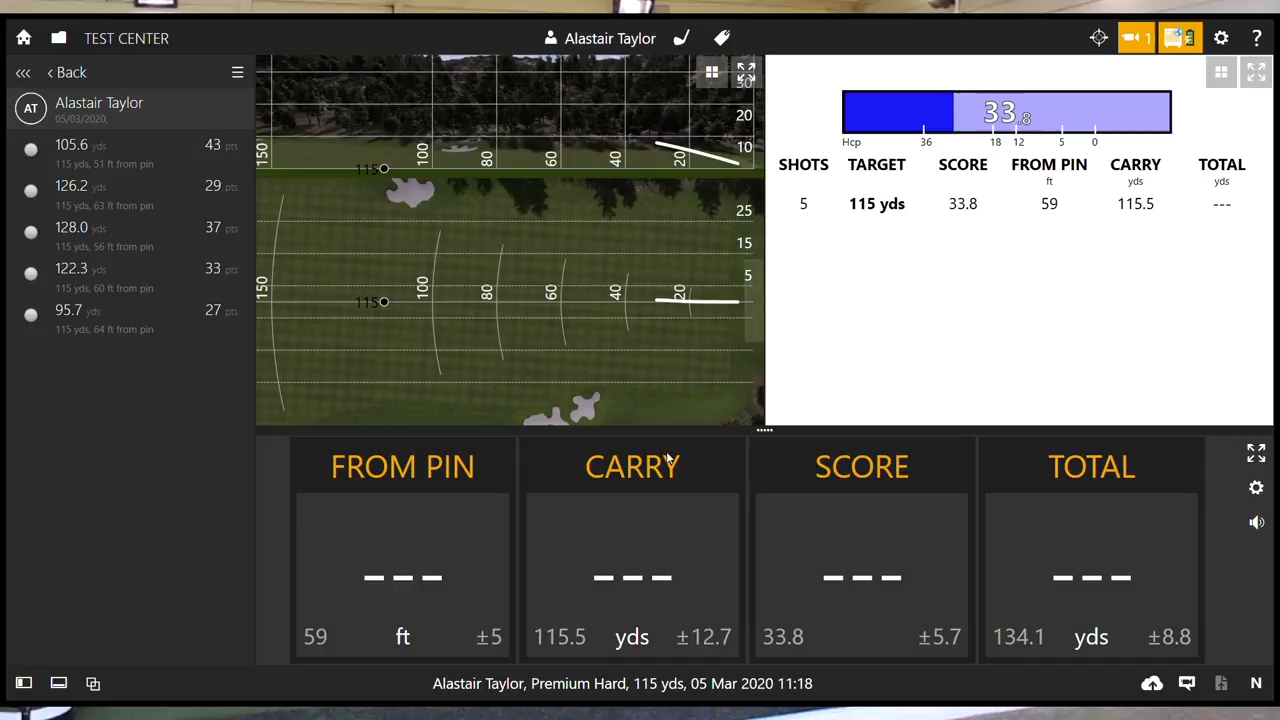 TEST CENTER
Alastair Taylor
1
?
Back
AT
Alastair Taylor
05/03/2020,
105.6 yds 43 pts
115 yds, 51 ft from pin
126.2 yds 29 pts
115 yds, 63 ft from pin
128.0 yds 37 pts
115 yds, 56 ft from pin
122.3 yds 33 pts
115 yds, 60 ft from pin
95.7 yds 27 pts
115 yds, 64 ft from pin
30
20
10
150 115 100 80 60 40 20
25
15
5
150 115 100 80 60 40 20
33.8
Hcp 36 18 12 5 0
SHOTS TARGET SCORE FROM PIN CARRY TOTAL
ft yds yds
5 115 yds 33.8 59 115.5 ---
FROM PIN CARRY SCORE TOTAL
--- --- --- ---
59 ft ±5 115.5 yds ±12.7 33.8 ±5.7 134.1 yds ±8.8
Alastair Taylor, Premium Hard, 115 yds, 05 Mar 2020 11:18
N